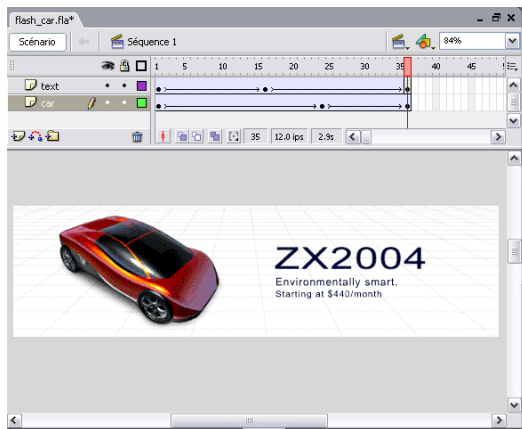 flash_car.fla*
Scénario Séquence 1 84%
1 5 10 15 20 25 30 35 40 45
text
car
35 12.0 ips 2.9s
ZX2004
Environmentally smart.
Starting at $440/month